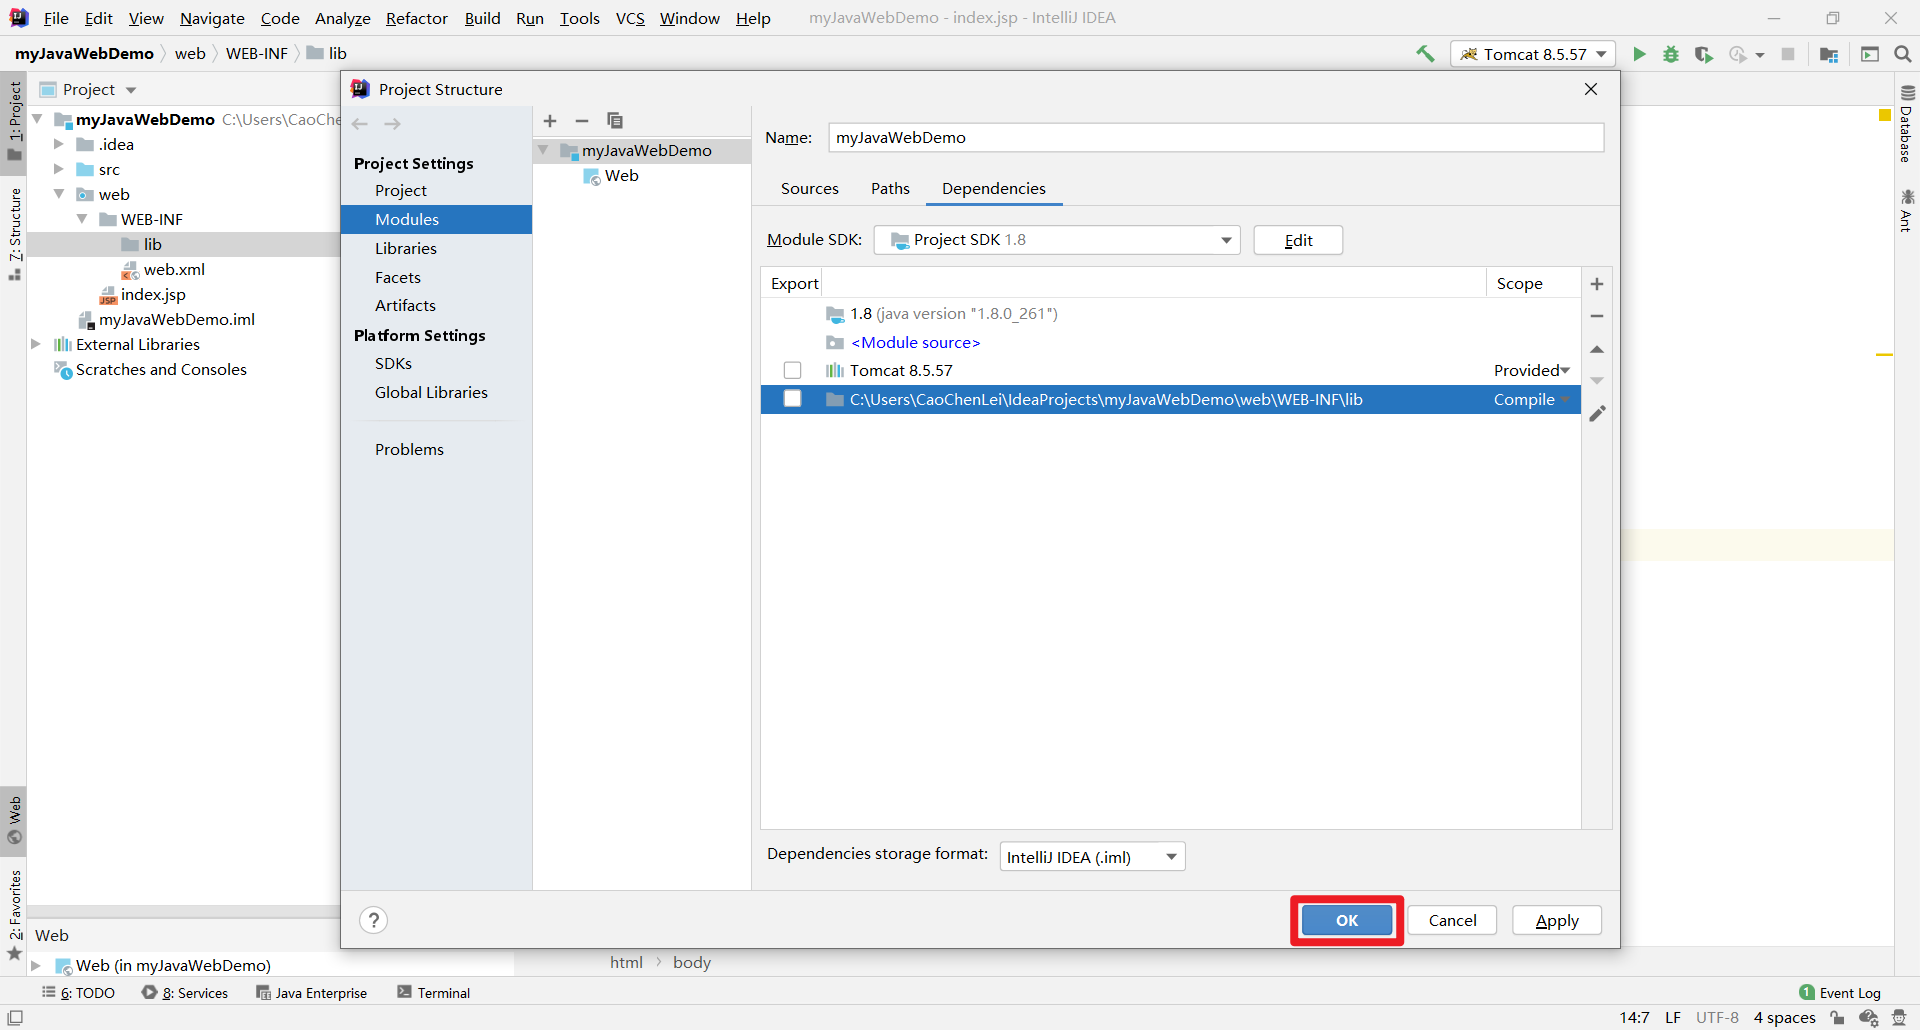 File Edit View Navigate Code Analyze Refactor Build Run Tools VCS Window Help myJavaWebDemo - index.jsp - IntelliJ IDEA
myJavaWebDemo web WEB-INF lib
Tomcat 8.5.57
1: Project
7: Structure
Web
2: Favorites
Project
myJavaWebDemo C:\Users\CaoChe
.idea
src
web
WEB-INF
lib
web.xml
index.jsp
myJavaWebDemo.iml
External Libraries
Scratches and Consoles
Web
Web (in myJavaWebDemo)
Project Structure
Project Settings
Project
Modules
Libraries
Facets
Artifacts
Platform Settings
SDKs
Global Libraries
Problems
myJavaWebDemo
Web
Name: myJavaWebDemo
Sources Paths Dependencies
Module SDK: Project SDK 1.8 Edit
Export Scope
1.8 (java version "1.8.0_261")
<Module source>
Tomcat 8.5.57 Provided
C:\Users\CaoChenLei\IdeaProjects\myJavaWebDemo\web\WEB-INF\lib Compile
Dependencies storage format: IntelliJ IDEA (.iml)
? OK Cancel Apply
Database
Ant
html body
6: TODO 8: Services Java Enterprise Terminal 1 Event Log
14:7 LF UTF-8 4 spaces